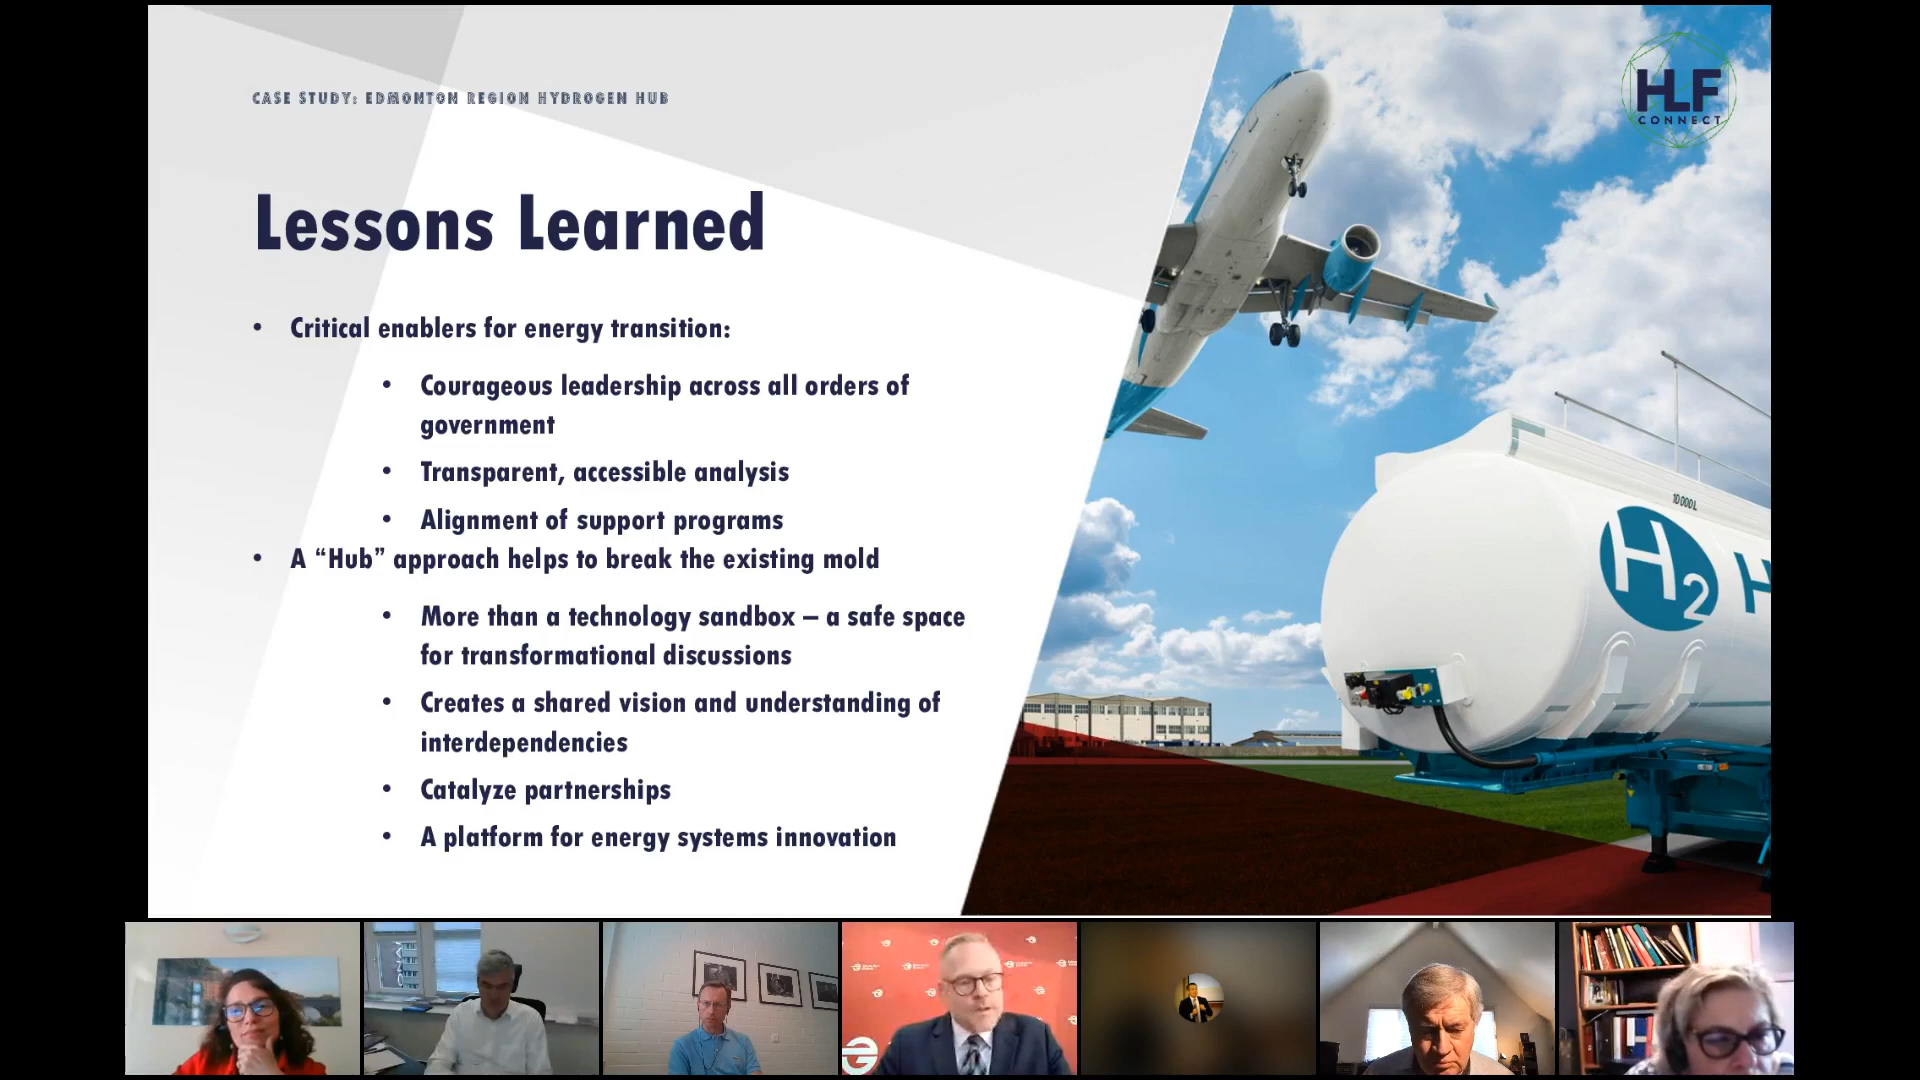 CASE STUDY: EDMONTON REGION HYDROGEN HUB
HLF
CONNECT
Lessons Learned
• Critical enablers for energy transition:
• Courageous leadership across all orders of
government
• Transparent, accessible analysis
• Alignment of support programs
• A “Hub” approach helps to break the existing mold
• More than a technology sandbox – a safe space
for transformational discussions
• Creates a shared vision and understanding of
interdependencies
• Catalyze partnerships
• A platform for energy systems innovation
10 000L
H2 H